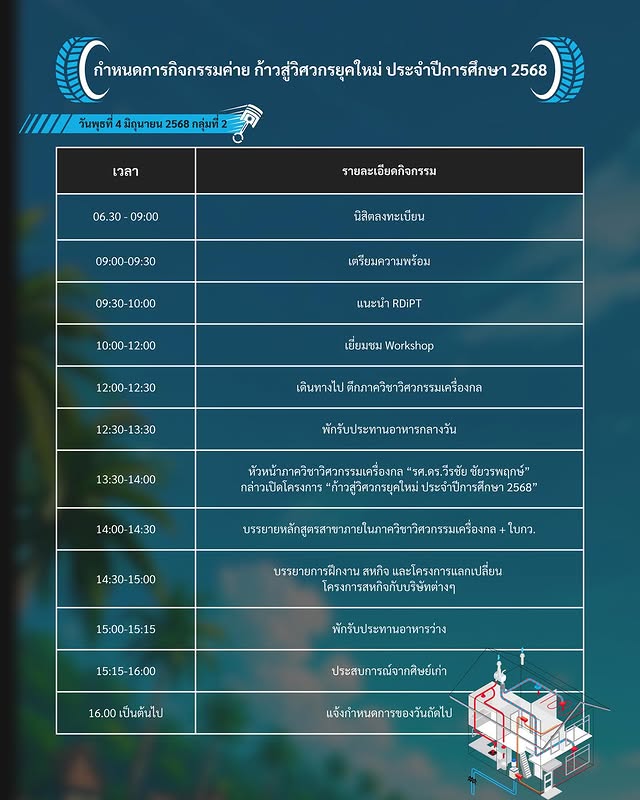 กำหนดการกิจกรรมค่าย ก้าวสู่วิศวกรยุคใหม่ ประจำปีการศึกษา 2568
วันพุธที่ 4 มิถุนายน 2568 กลุ่มที่ 2
เวลา รายละเอียดกิจกรรม
06.30 - 09:00 นิสิตลงทะเบียน
09:00-09:30 เตรียมความพร้อม
09:30-10:00 แนะนำ RDiPT
10:00-12:00 เยี่ยมชม Workshop
12:00-12:30 เดินทางไป ตึกภาควิชาวิศวกรรมเครื่องกล
12:30-13:30 พักรับประทานอาหารกลางวัน
13:30-14:00 หัวหน้าภาควิชาวิศวกรรมเครื่องกล “รศ.ดร.วีรชัย ชัยวรพฤกษ์”
กล่าวเปิดโครงการ “ก้าวสู่วิศวกรยุคใหม่ ประจำปีการศึกษา 2568”
14:00-14:30 บรรยายหลักสูตรสาขาภายในภาควิชาวิศวกรรมเครื่องกล + ใบกว.
14:30-15:00 บรรยายการฝึกงาน สหกิจ และโครงการแลกเปลี่ยน
โครงการสหกิจกับบริษัทต่างๆ
15:00-15:15 พักรับประทานอาหารว่าง
15:15-16:00 ประสบการณ์จากศิษย์เก่า
16.00 เป็นต้นไป แจ้งกำหนดการของวันถัดไป